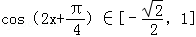 cos (2x+π/4) ∈[-√2/2, 1]